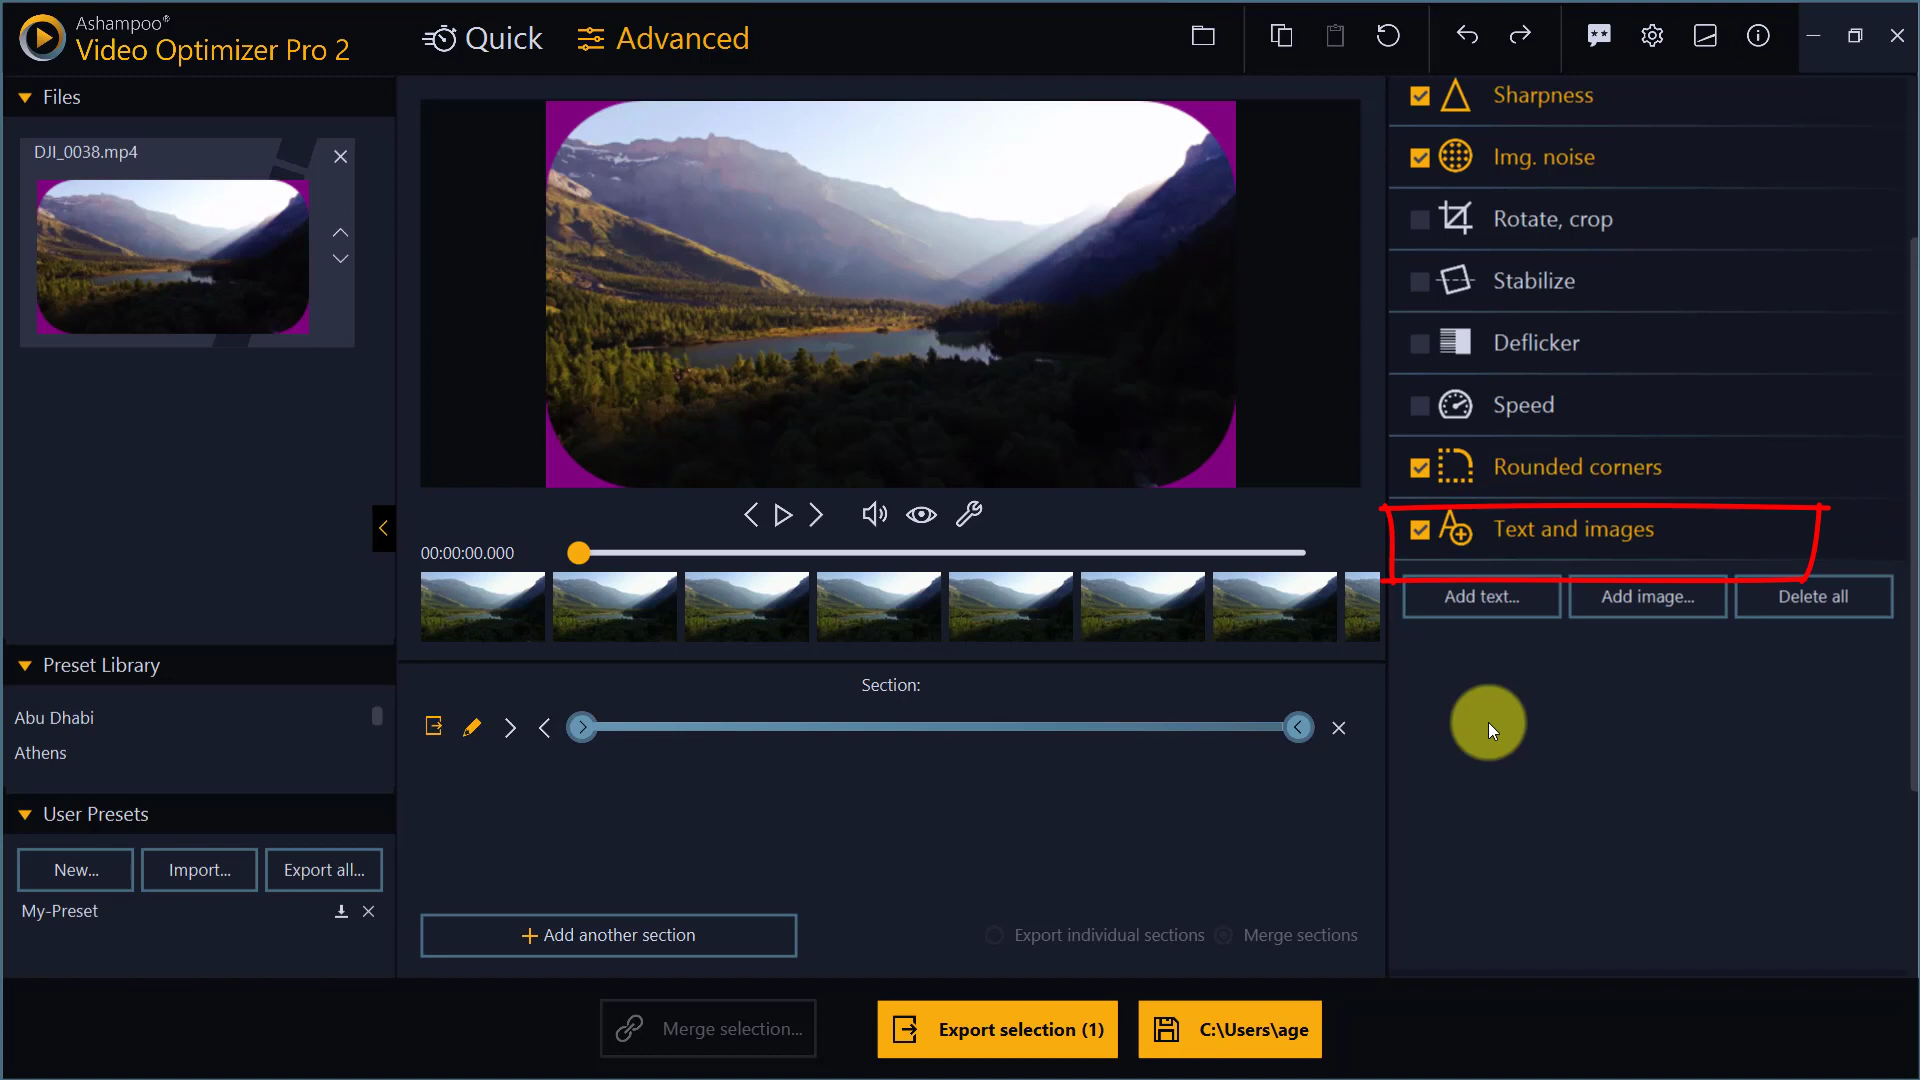 Ashampoo®
Video Optimizer Pro 2
Quick
Advanced
Files
DJI_0038.mp4
Sharpness
Img. noise
Rotate, crop
Stabilize
Deflicker
Speed
Rounded corners
Text and images
Add text...
Add image...
Delete all
00:00:00.000
Section:
Preset Library
Abu Dhabi
Athens
User Presets
New...
Import...
Export all...
My-Preset
Add another section
Export individual sections
Merge sections
Merge selection...
Export selection (1)
C:\Users\age